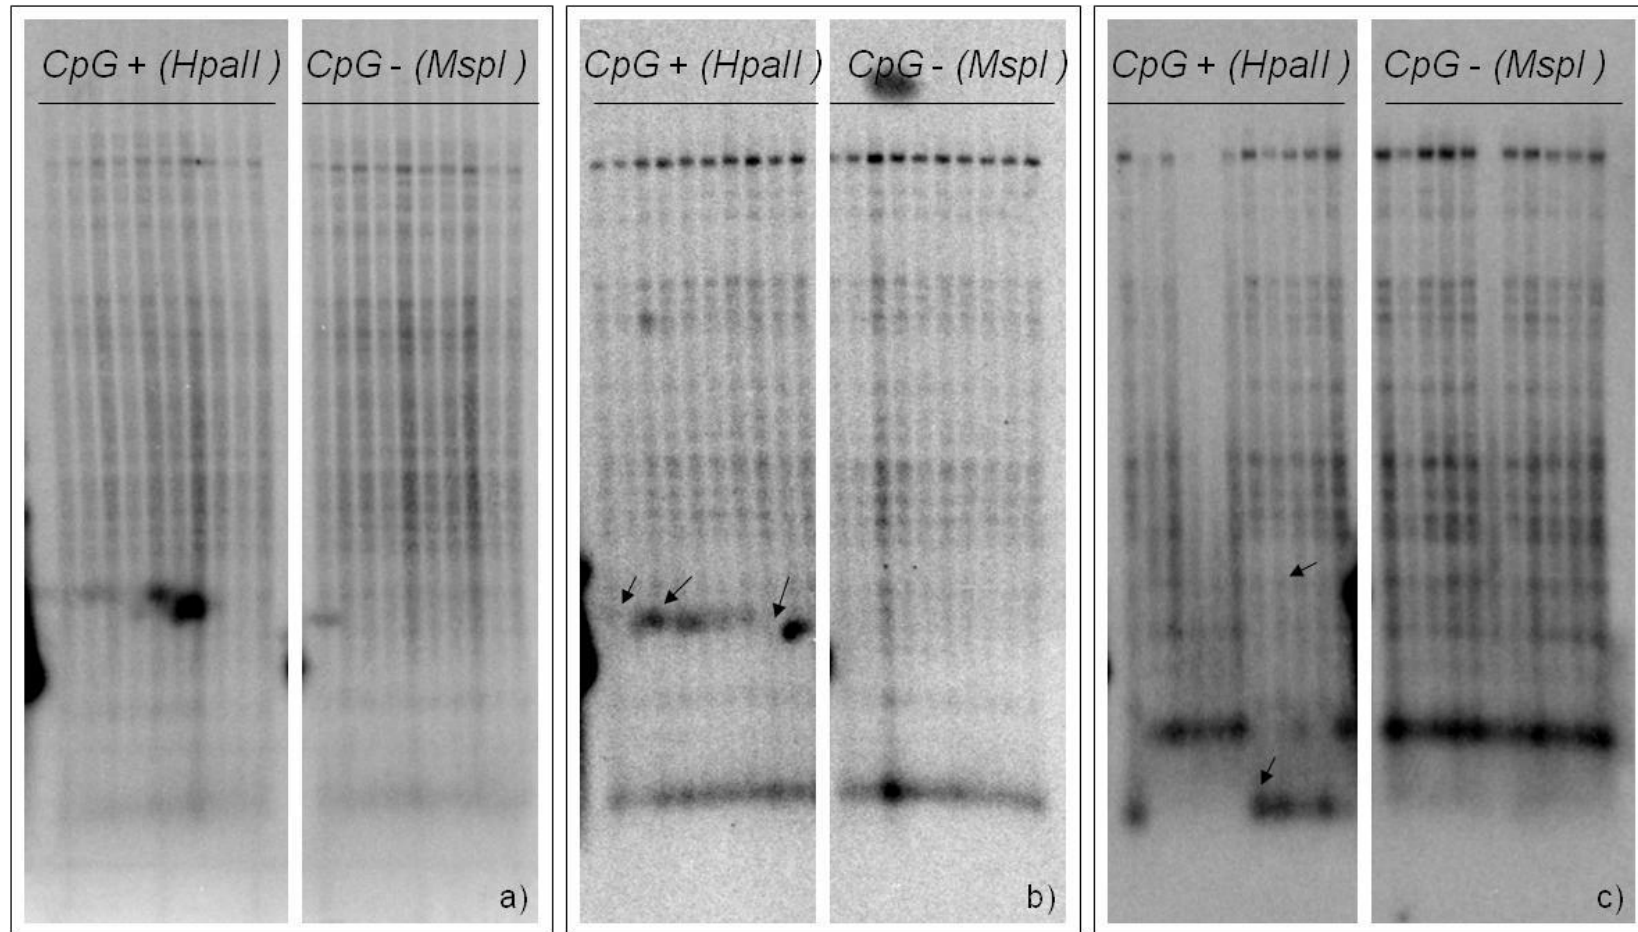 CpG + (HpaII )
CpG - (MspI )
a)
CpG + (HpaII )
CpG - (MspI )
b)
CpG + (HpaII )
CpG - (MspI )
c)